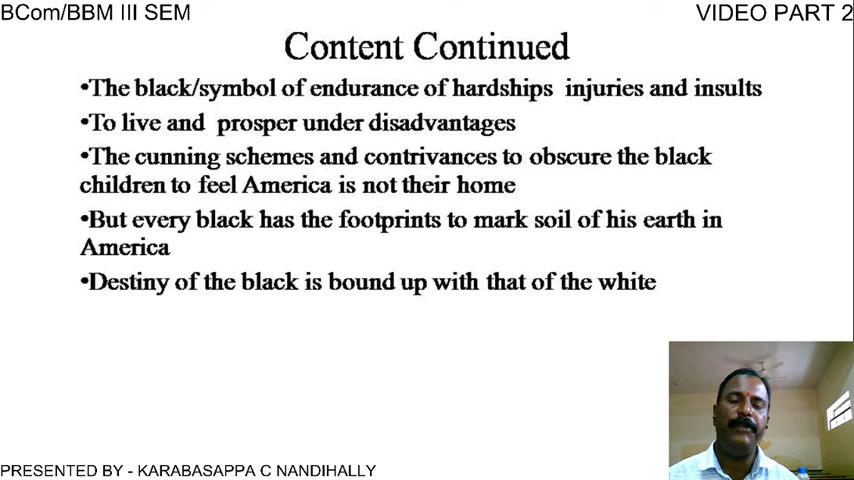 BCom/BBM III SEM
VIDEO PART 2
Content Continued
•The black/symbol of endurance of hardships injuries and insults
•To live and prosper under disadvantages
•The cunning schemes and contrivances to obscure the black
children to feel America is not their home
•But every black has the footprints to mark soil of his earth in
America
•Destiny of the black is bound up with that of the white
PRESENTED BY - KARABASAPPA C NANDIHALLY